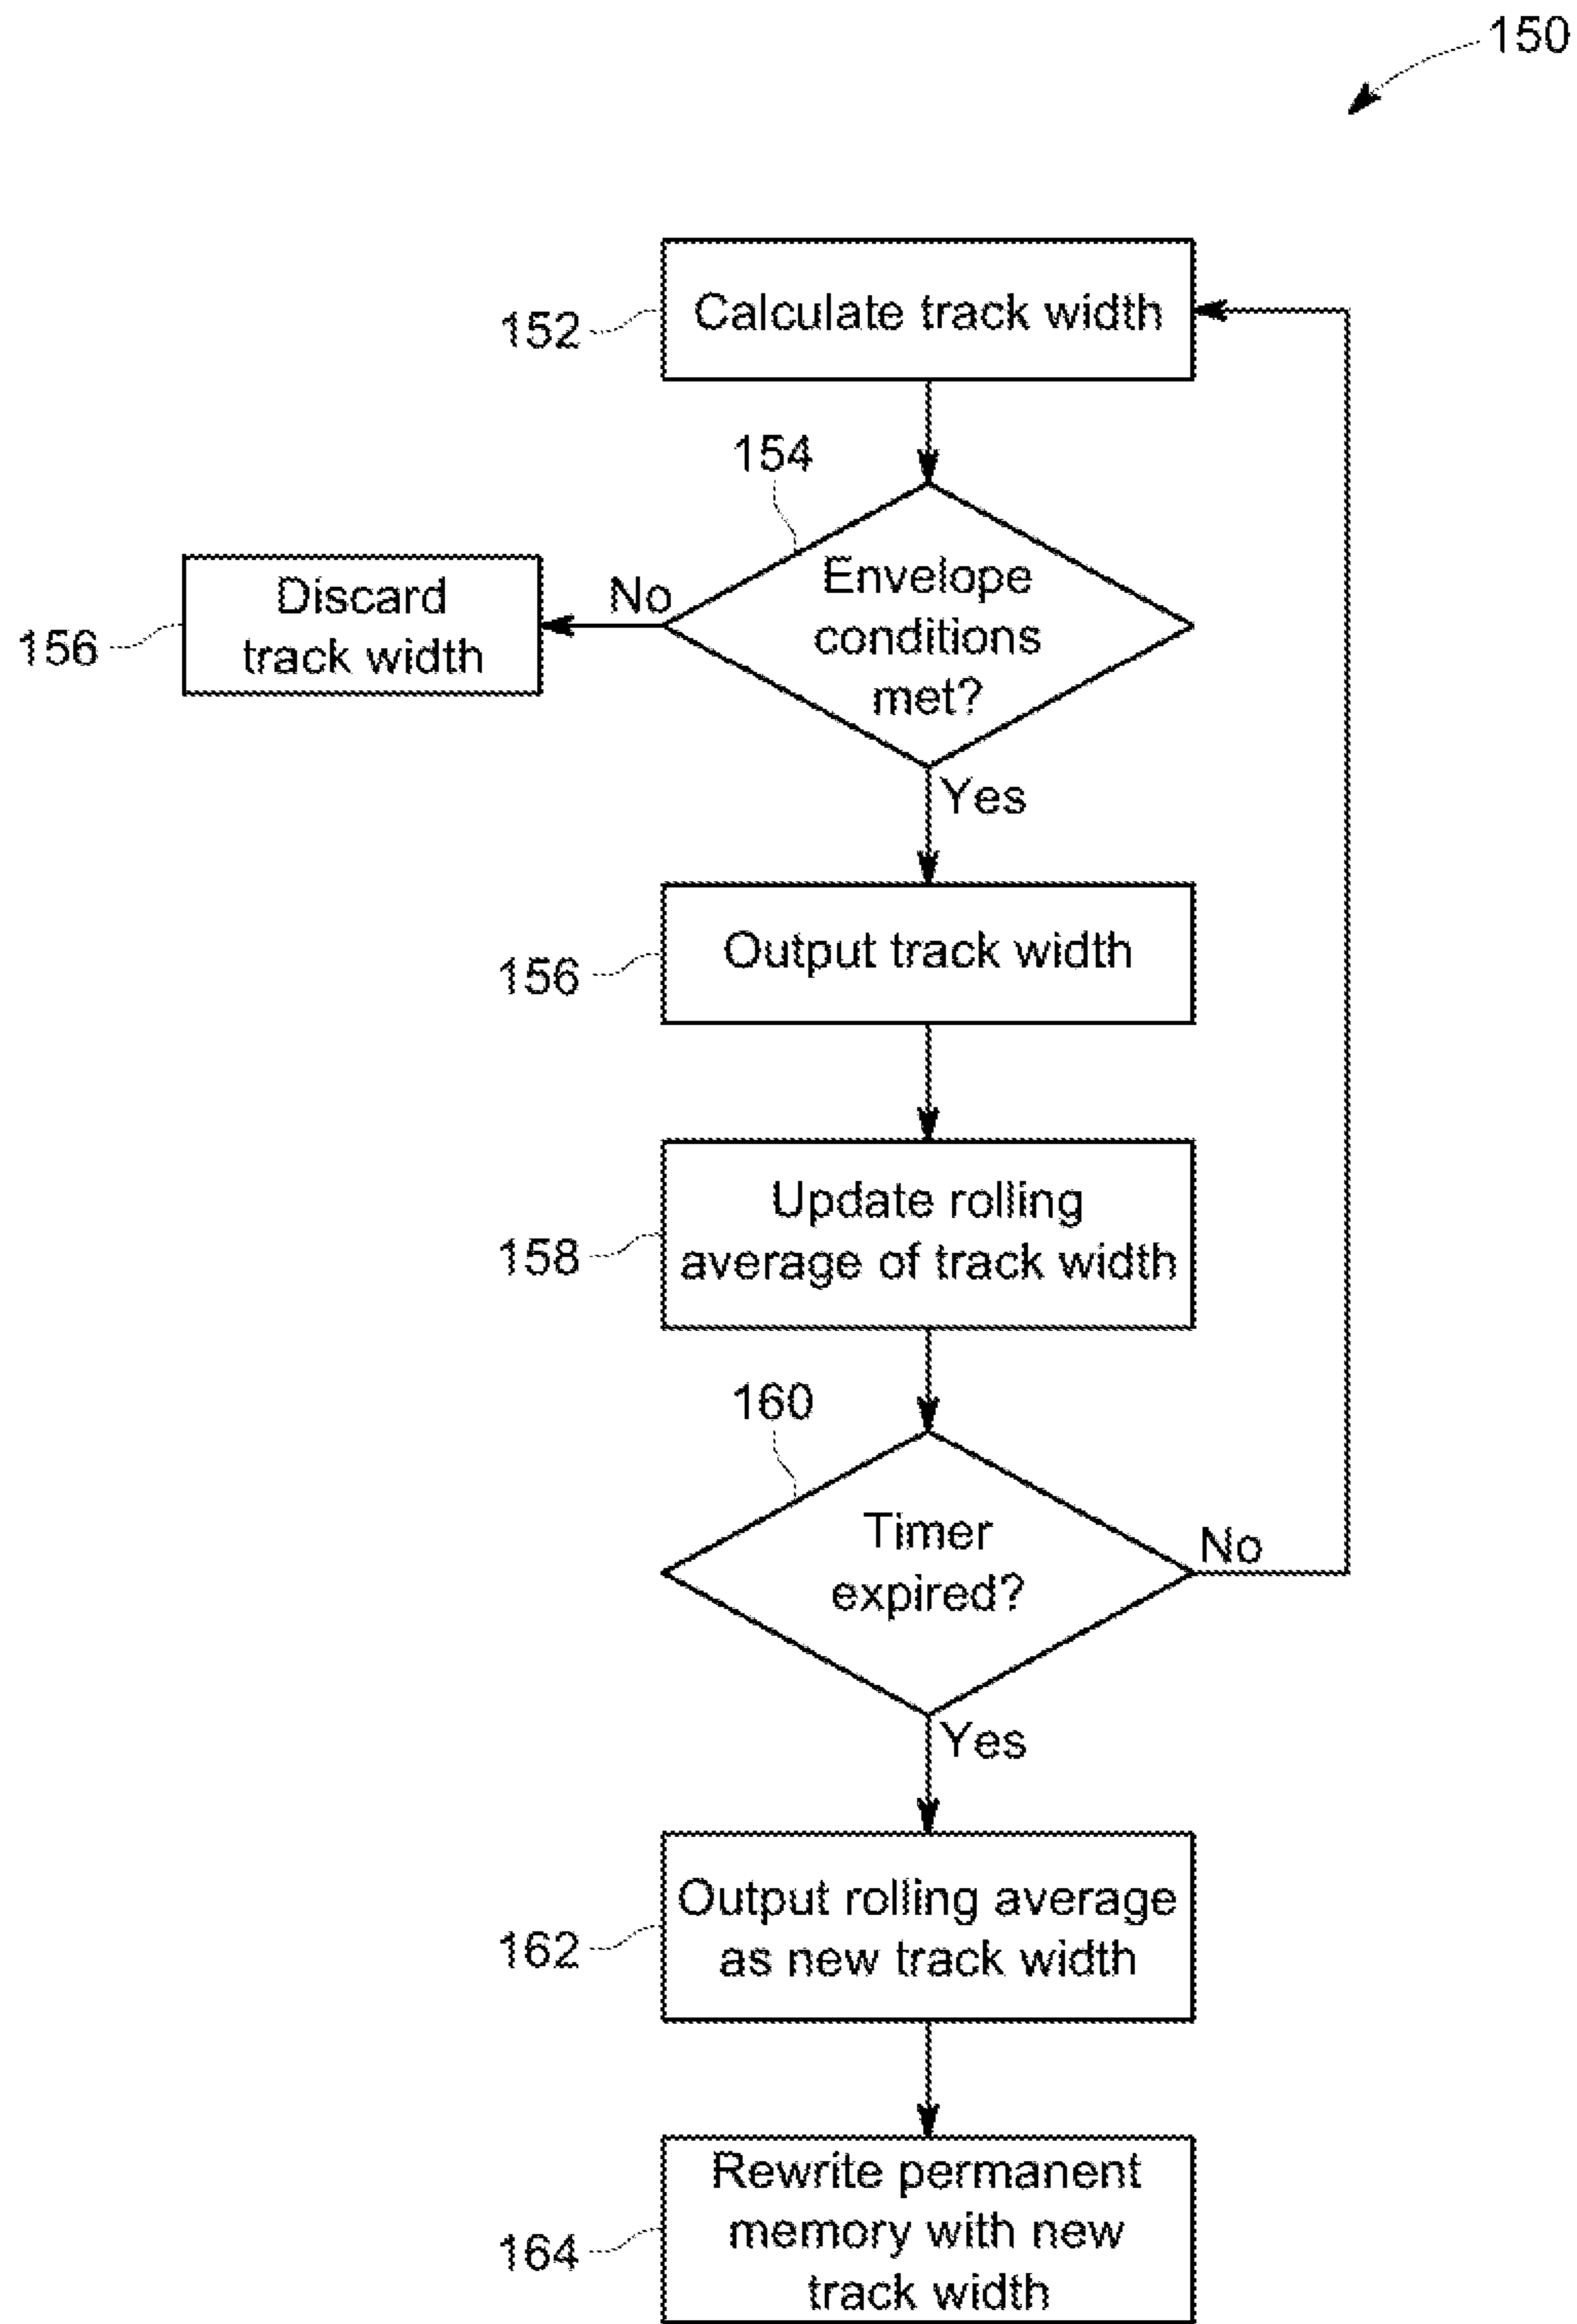 150
152
Calculate track width
154
Envelope
conditions
met?
No
Discard
track width
156
Yes
156
Output track width
158
Update rolling
average of track width
160
Timer
expired?
No
Yes
162
Output rolling average
as new track width
164
Rewrite permanent
memory with new
track width